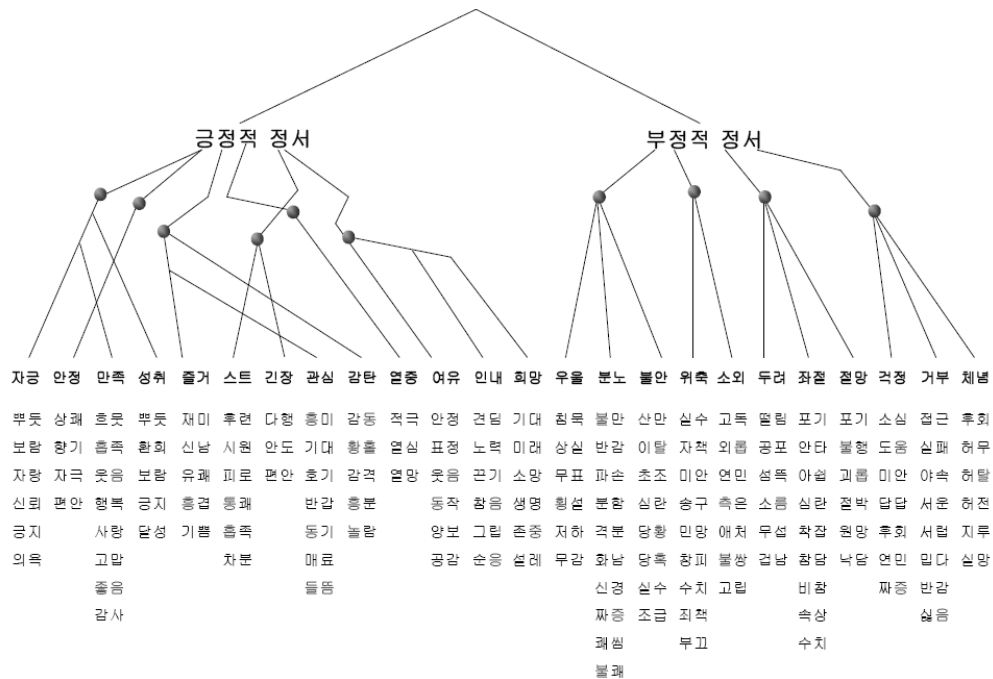 긍정적 정서 부정적 정서
자긍 안정 만족 성취 즐거 스트 긴장 관심 감탄 열중 여유 인내 희망 우울 분노 불안 위축 소외 두려 좌절 절망 걱정 거부 체념
뿌듯 상쾌 흐뭇 뿌듯 재미 후련 다행 흥미 감동 적극 안정 견딤 기대 침묵 불만 산만 실수 고독 떨림 포기 포기 소심 접근 후회
보람 향기 흡족 환희 신남 시원 안도 기대 황홀 열심 표정 노력 미래 상실 반감 이탈 자책 외롭 공포 안타 불행 도움 실패 허무
자랑 자극 웃음 보람 유쾌 피로 편안 호기 감격 열망 웃음 끈기 소망 무표 파손 초조 미안 연민 섬뜩 아쉽 괴롭 미안 야속 허탈
신뢰 편안 행복 긍지 흥겹 통쾌 반갑 흥분 동작 참음 생명 횡설 분함 심란 송구 측은 소름 심란 절박 답답 서운 허전
긍지 사랑 달성 기쁨 흡족 동기 놀람 양보 그립 존중 저하 격분 당황 민망 애처 무섭 착잡 원망 후회 서럽 지루
의욕 고맙 차분 매료 공감 순응 설레 무감 화남 당혹 창피 불쌍 겁남 참담 낙담 연민 밉다 실망
좋음 들뜸 신경 실수 수치 고립 비참 짜증 반감
감사 짜증 조급 죄책 속상 싫음
쾌씸 부끄 수치
불쾌